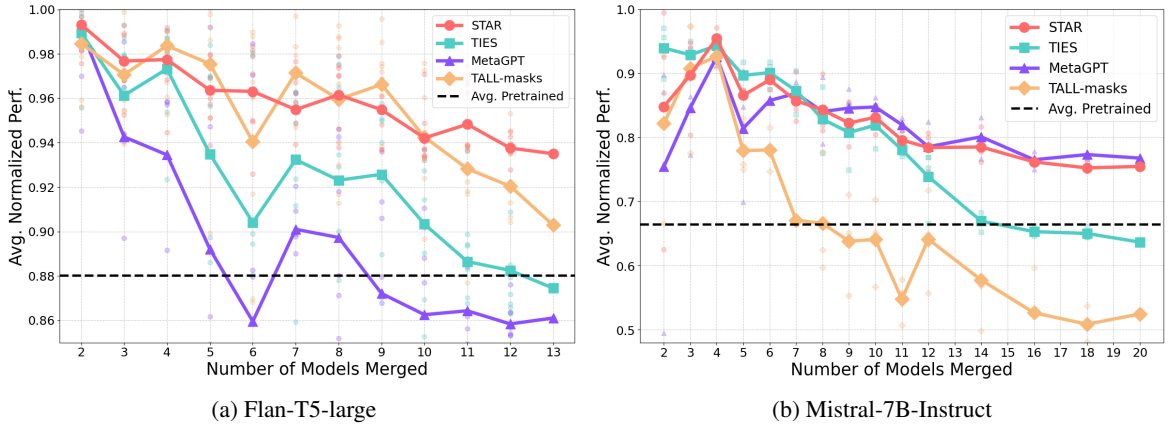 1.00
0.98
0.96
0.94
0.92
0.90
0.88
0.86
Avg. Normalized Perf.
STAR
TIES
MetaGPT
TALL-masks
Avg. Pretrained
2 3 4 5 6 7 8 9 10 11 12 13
Number of Models Merged
(a) Flan-T5-large
1.0
0.9
0.8
0.7
0.6
0.5
Avg. Normalized Perf.
STAR
TIES
MetaGPT
TALL-masks
Avg. Pretrained
2 3 4 5 6 7 8 9 10 11 12 13 14 15 16 17 18 19 20
Number of Models Merged
(b) Mistral-7B-Instruct